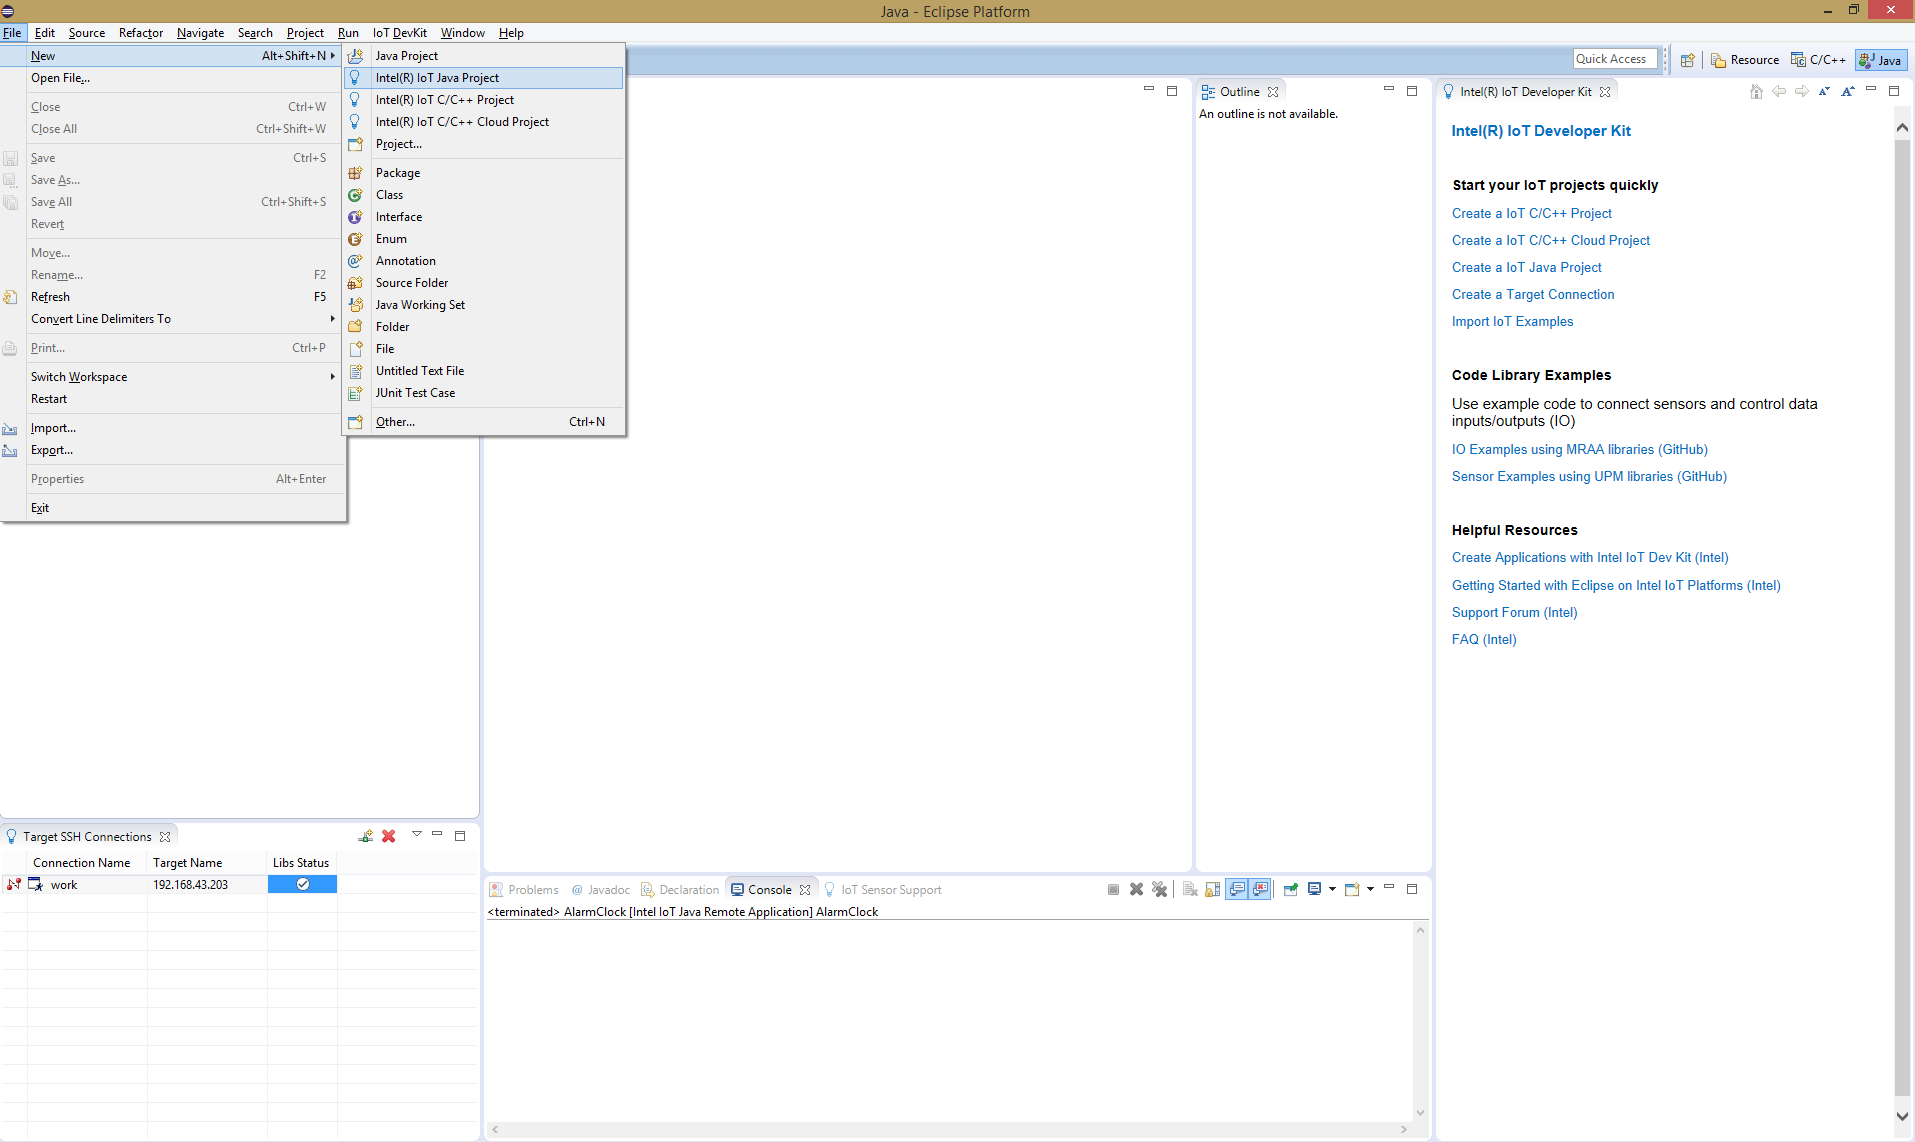 Java - Eclipse Platform
File Edit Source Refactor Navigate Search Project Run IoT DevKit Window Help
Quick Access Resource C/C++ Java
New Alt+Shift+N
Open File...
Close Ctrl+W
Close All Ctrl+Shift+W
Save Ctrl+S
Save As...
Save All Ctrl+Shift+S
Revert
Move...
Rename... F2
Refresh F5
Convert Line Delimiters To
Print... Ctrl+P
Switch Workspace
Restart
Import...
Export...
Properties Alt+Enter
Exit
Java Project
Intel(R) IoT Java Project
Intel(R) IoT C/C++ Project
Intel(R) IoT C/C++ Cloud Project
Project...
Package
Class
Interface
Enum
Annotation
Source Folder
Java Working Set
Folder
File
Untitled Text File
JUnit Test Case
Other... Ctrl+N
Outline
An outline is not available.
Intel(R) IoT Developer Kit
Intel(R) IoT Developer Kit
Start your IoT projects quickly
Create a IoT C/C++ Project
Create a IoT C/C++ Cloud Project
Create a IoT Java Project
Create a Target Connection
Import IoT Examples
Code Library Examples
Use example code to connect sensors and control data
inputs/outputs (IO)
IO Examples using MRAA libraries (GitHub)
Sensor Examples using UPM libraries (GitHub)
Helpful Resources
Create Applications with Intel IoT Dev Kit (Intel)
Getting Started with Eclipse on Intel IoT Platforms (Intel)
Support Forum (Intel)
FAQ (Intel)
Target SSH Connections
Connection Name Target Name Libs Status
work 192.168.43.203
Problems Javadoc Declaration Console IoT Sensor Support
<terminated> AlarmClock [Intel IoT Java Remote Application] AlarmClock